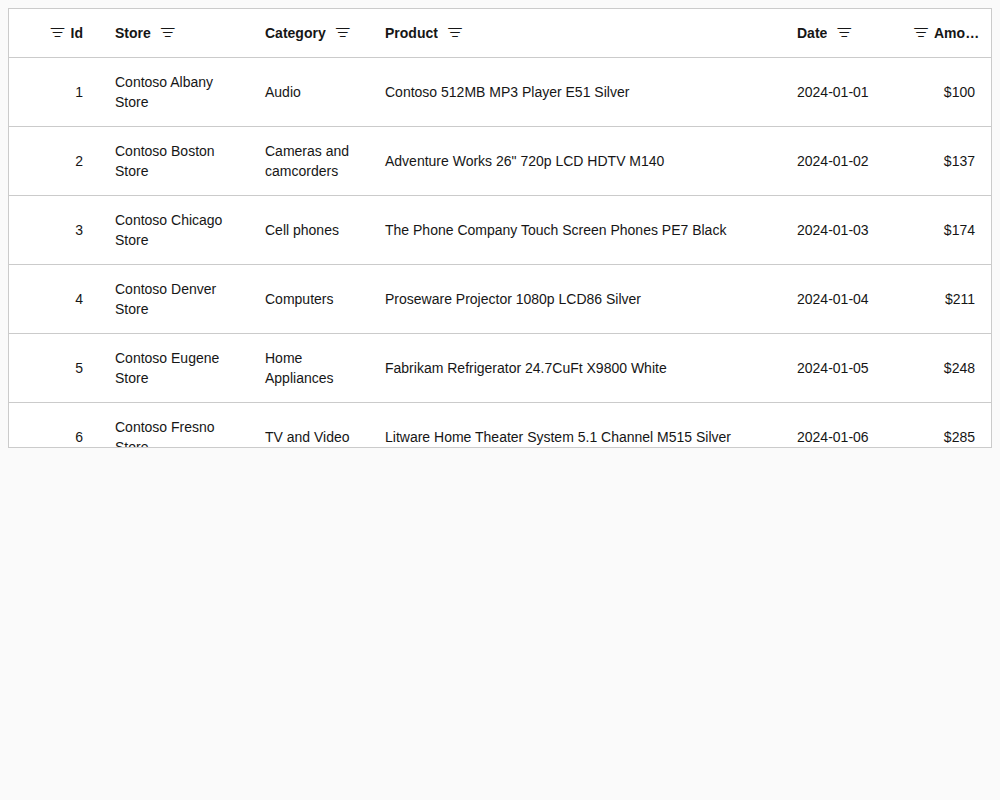 Id Store Category Product Date Amo…
1 Contoso Albany Store Audio Contoso 512MB MP3 Player E51 Silver 2024-01-01 $100
2 Contoso Boston Store Cameras and camcorders Adventure Works 26" 720p LCD HDTV M140 2024-01-02 $137
3 Contoso Chicago Store Cell phones The Phone Company Touch Screen Phones PE7 Black 2024-01-03 $174
4 Contoso Denver Store Computers Proseware Projector 1080p LCD86 Silver 2024-01-04 $211
5 Contoso Eugene Store Home Appliances Fabrikam Refrigerator 24.7CuFt X9800 White 2024-01-05 $248
6 Contoso Fresno Store TV and Video Litware Home Theater System 5.1 Channel M515 Silver 2024-01-06 $285